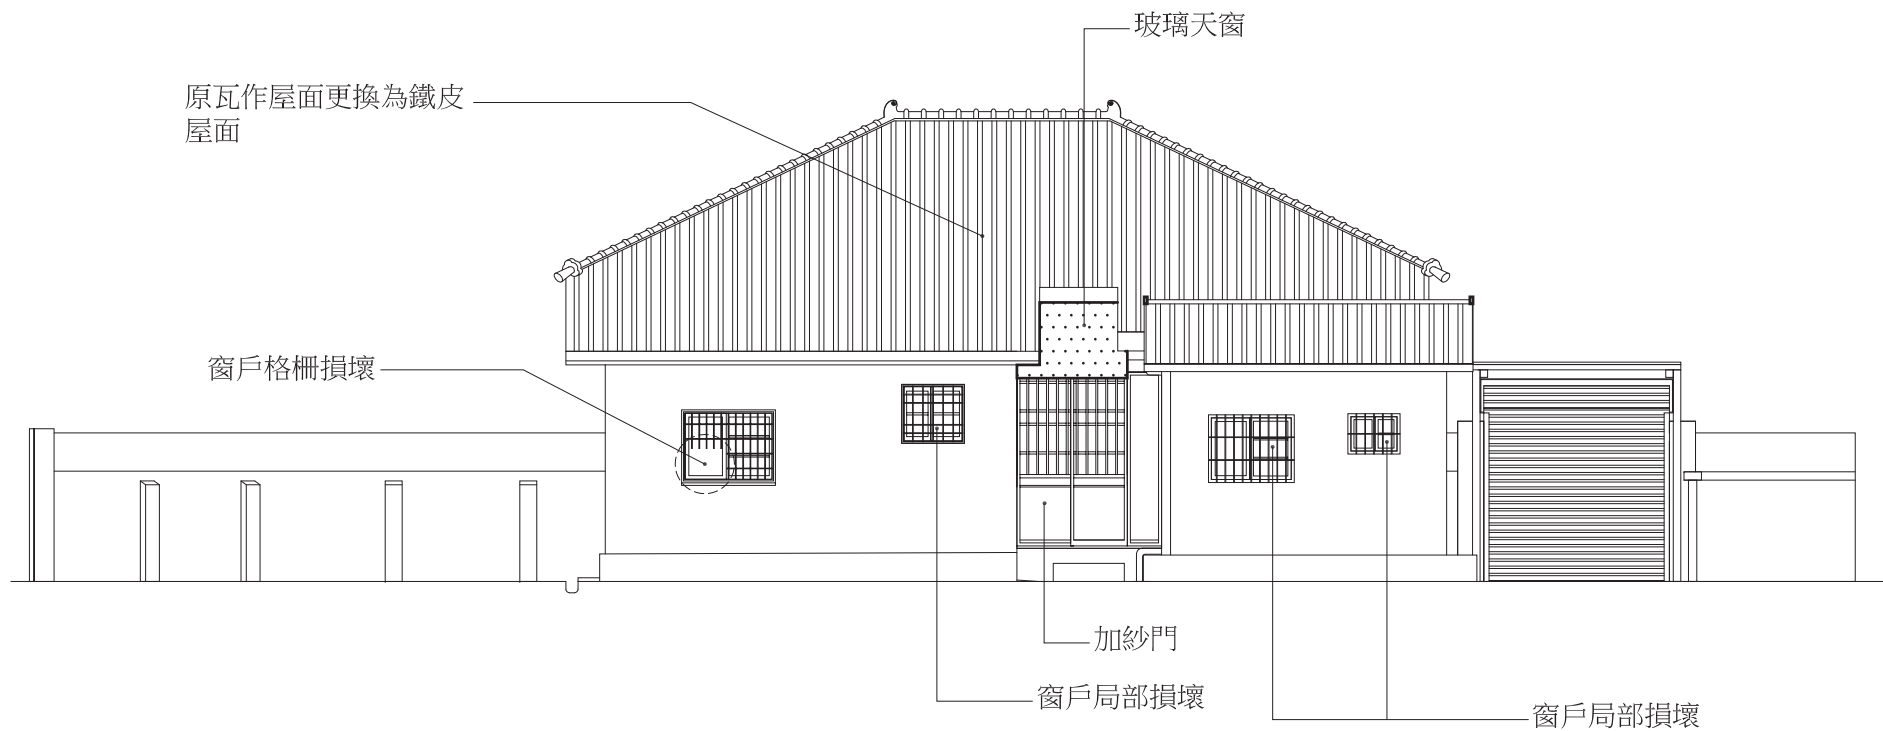 玻璃天窗
原瓦作屋面更換為鐵皮
屋面
窗戶格柵損壞
加紗門
窗戶局部損壞
窗戶局部損壞